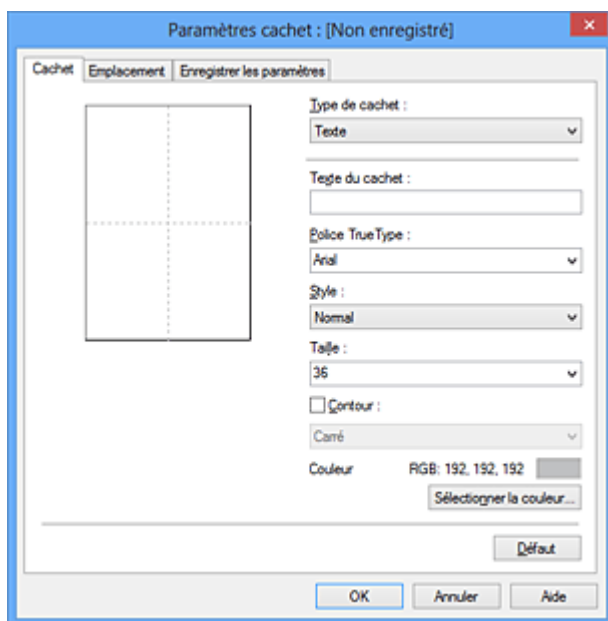 Paramètres cachet : [Non enregistré]
Cachet Emplacement Enregistrer les paramètres
Type de cachet :
Texte
Texte du cachet :
Police TrueType :
Arial
Style :
Normal
Taille :
36
Contour :
Carré
Couleur RGB: 192, 192, 192
Sélectionner la couleur...
Défaut
OK Annuler Aide